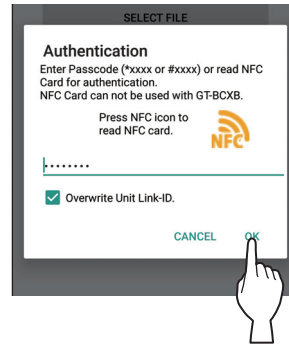 SELECT FILE
Authentication
Enter Passcode (*xxxx or #xxxx) or read NFC
Card for authentication.
NFC Card can not be used with GT-BCXB.
Press NFC icon to
read NFC card.
NFC
........
Overwrite Unit Link-ID.
CANCEL OK